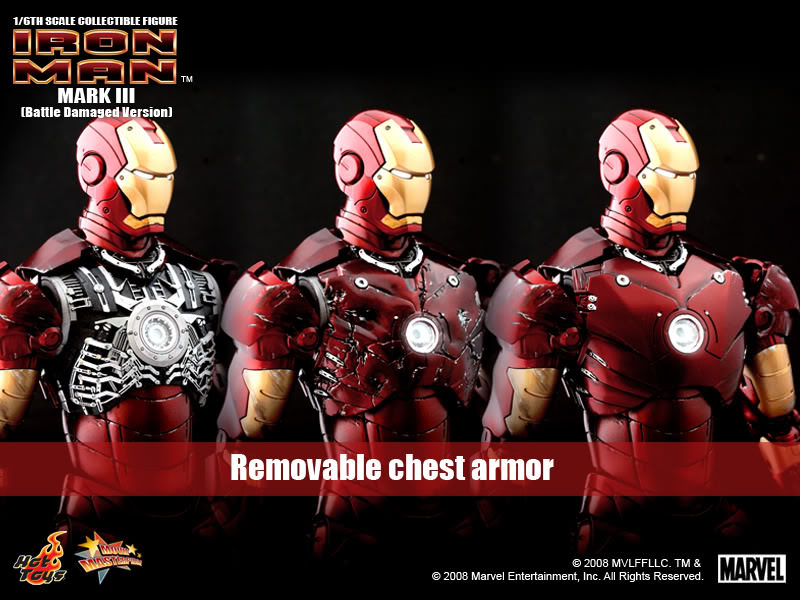 1/6TH SCALE COLLECTIBLE FIGURE
IRON
MAN TM
MARK III
(Battle Damaged Version)
Removable chest armor
HOT TOYS
MOVIE
MASTERPIECE
© 2008 MVLFFLLC. TM &
© 2008 Marvel Entertainment, Inc. All Rights Reserved.
MARVEL